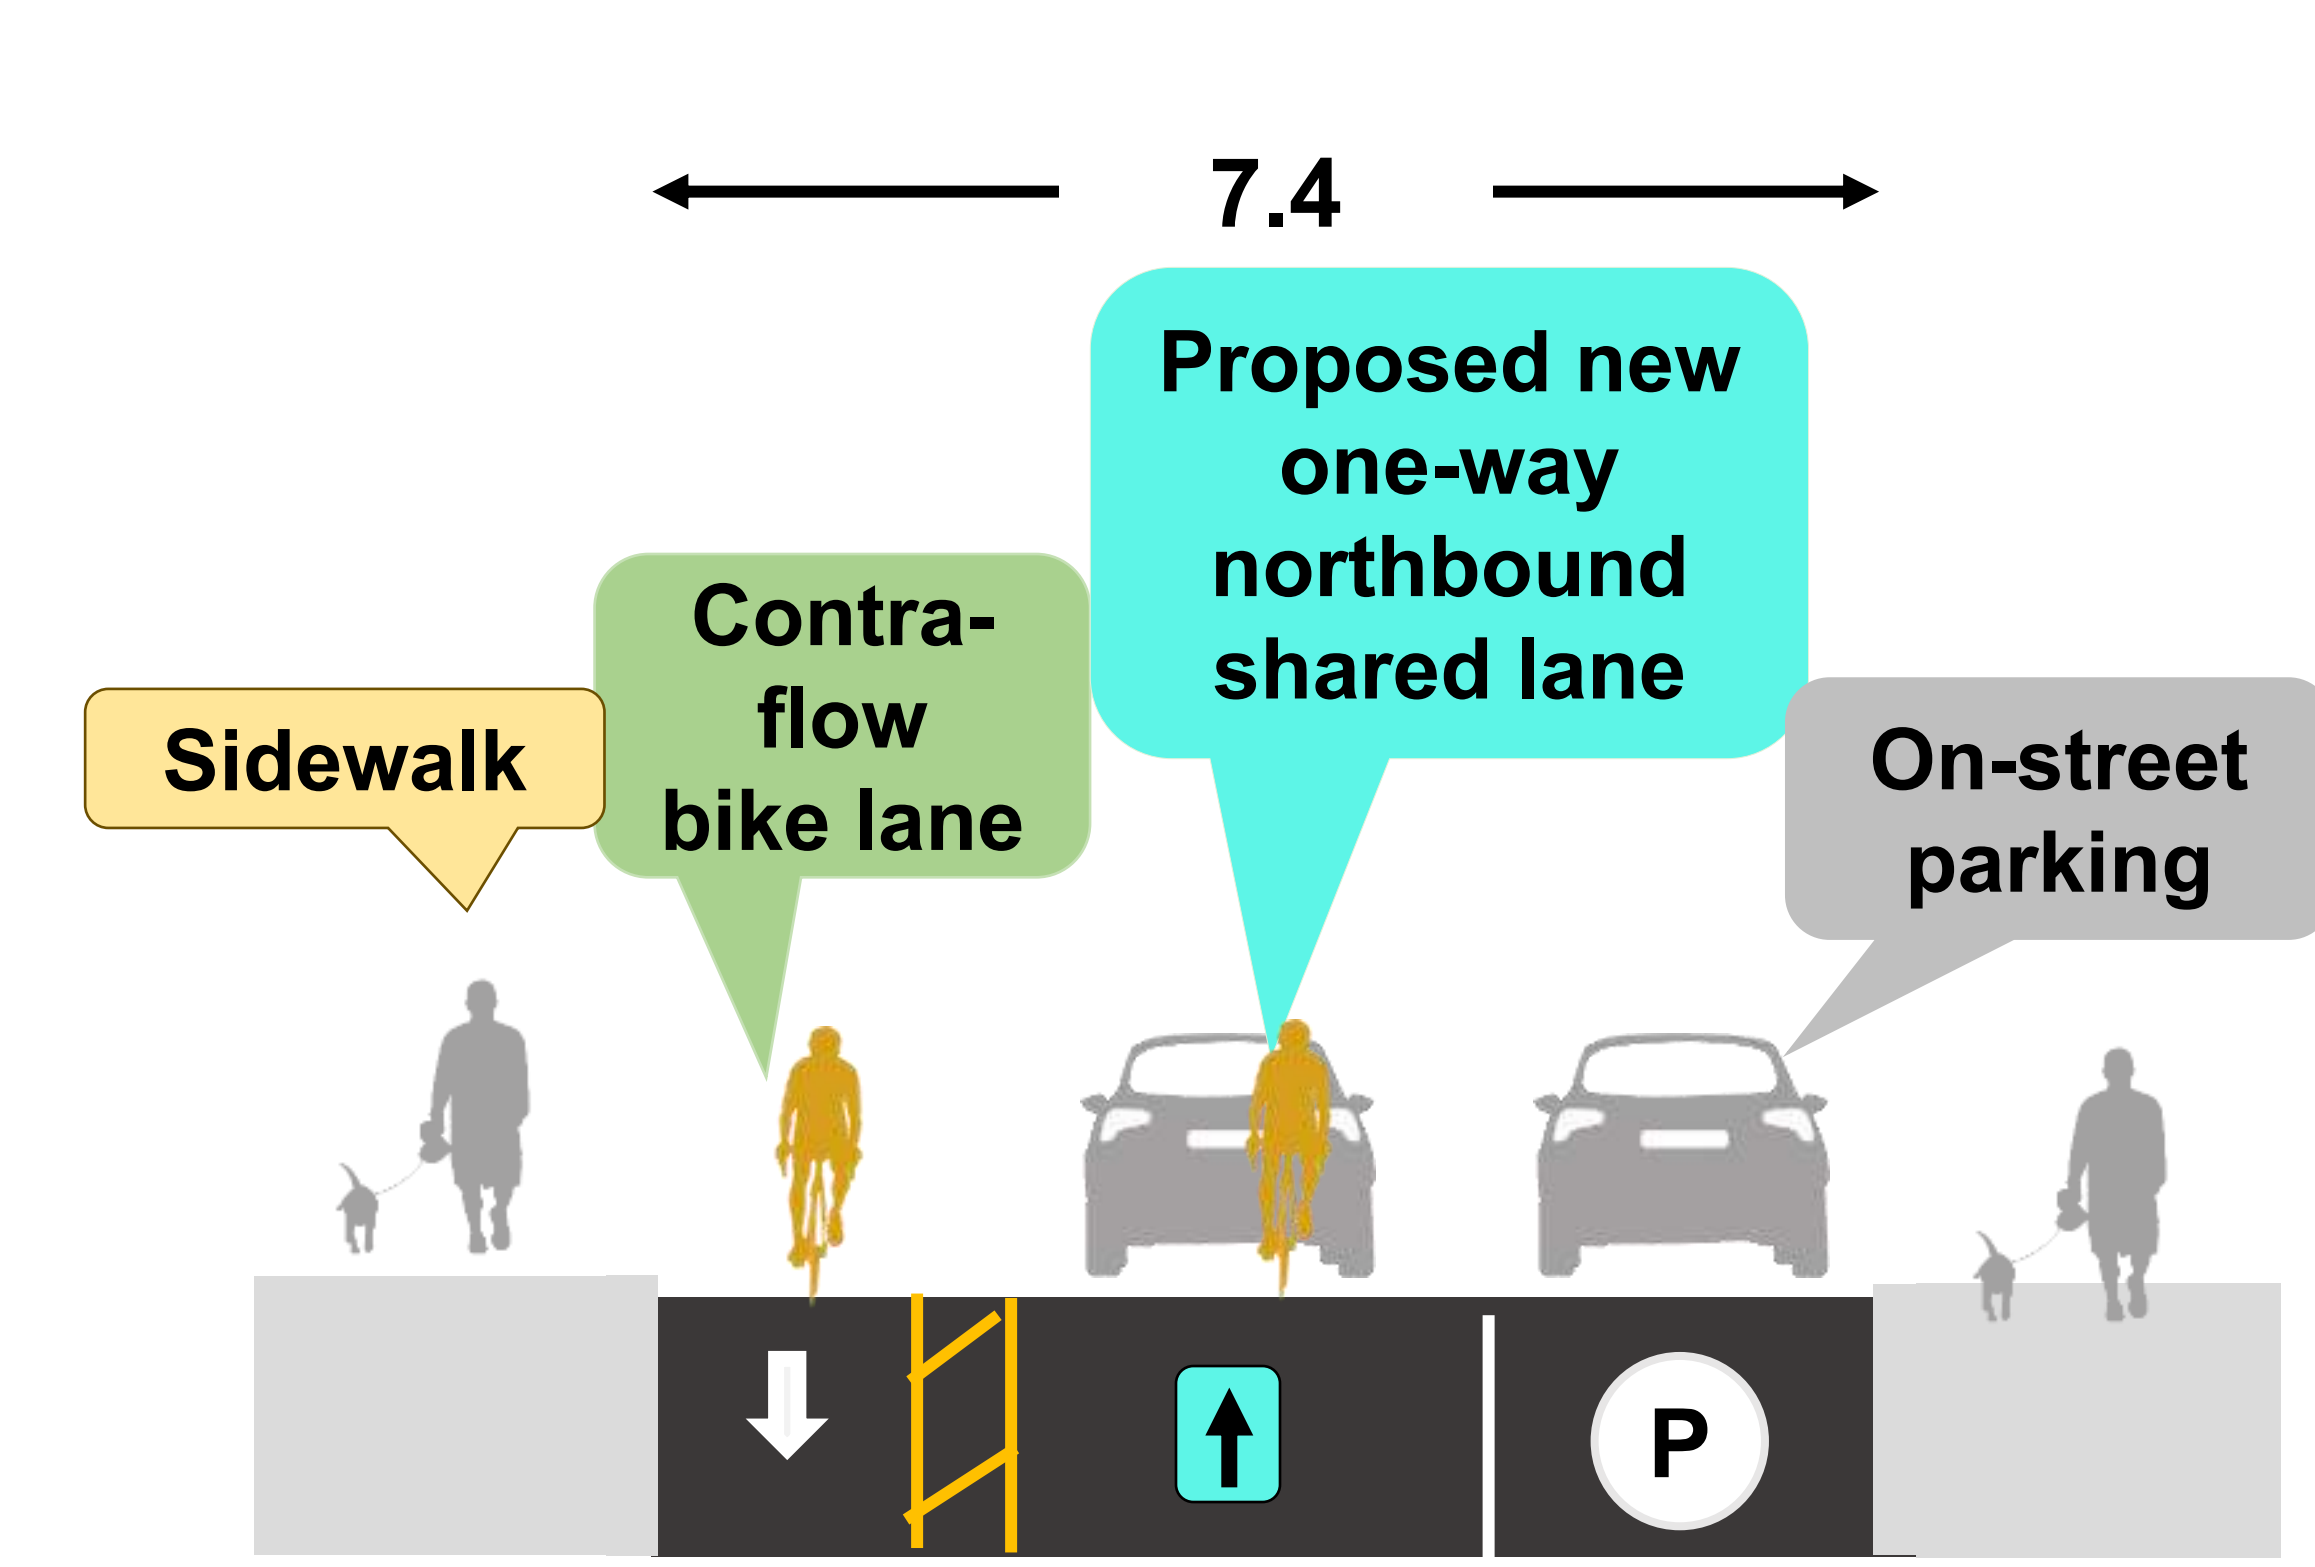 7.4
Proposed new
one-way
northbound
shared lane
Contra-
flow
bike lane
Sidewalk
On-street
parking
P